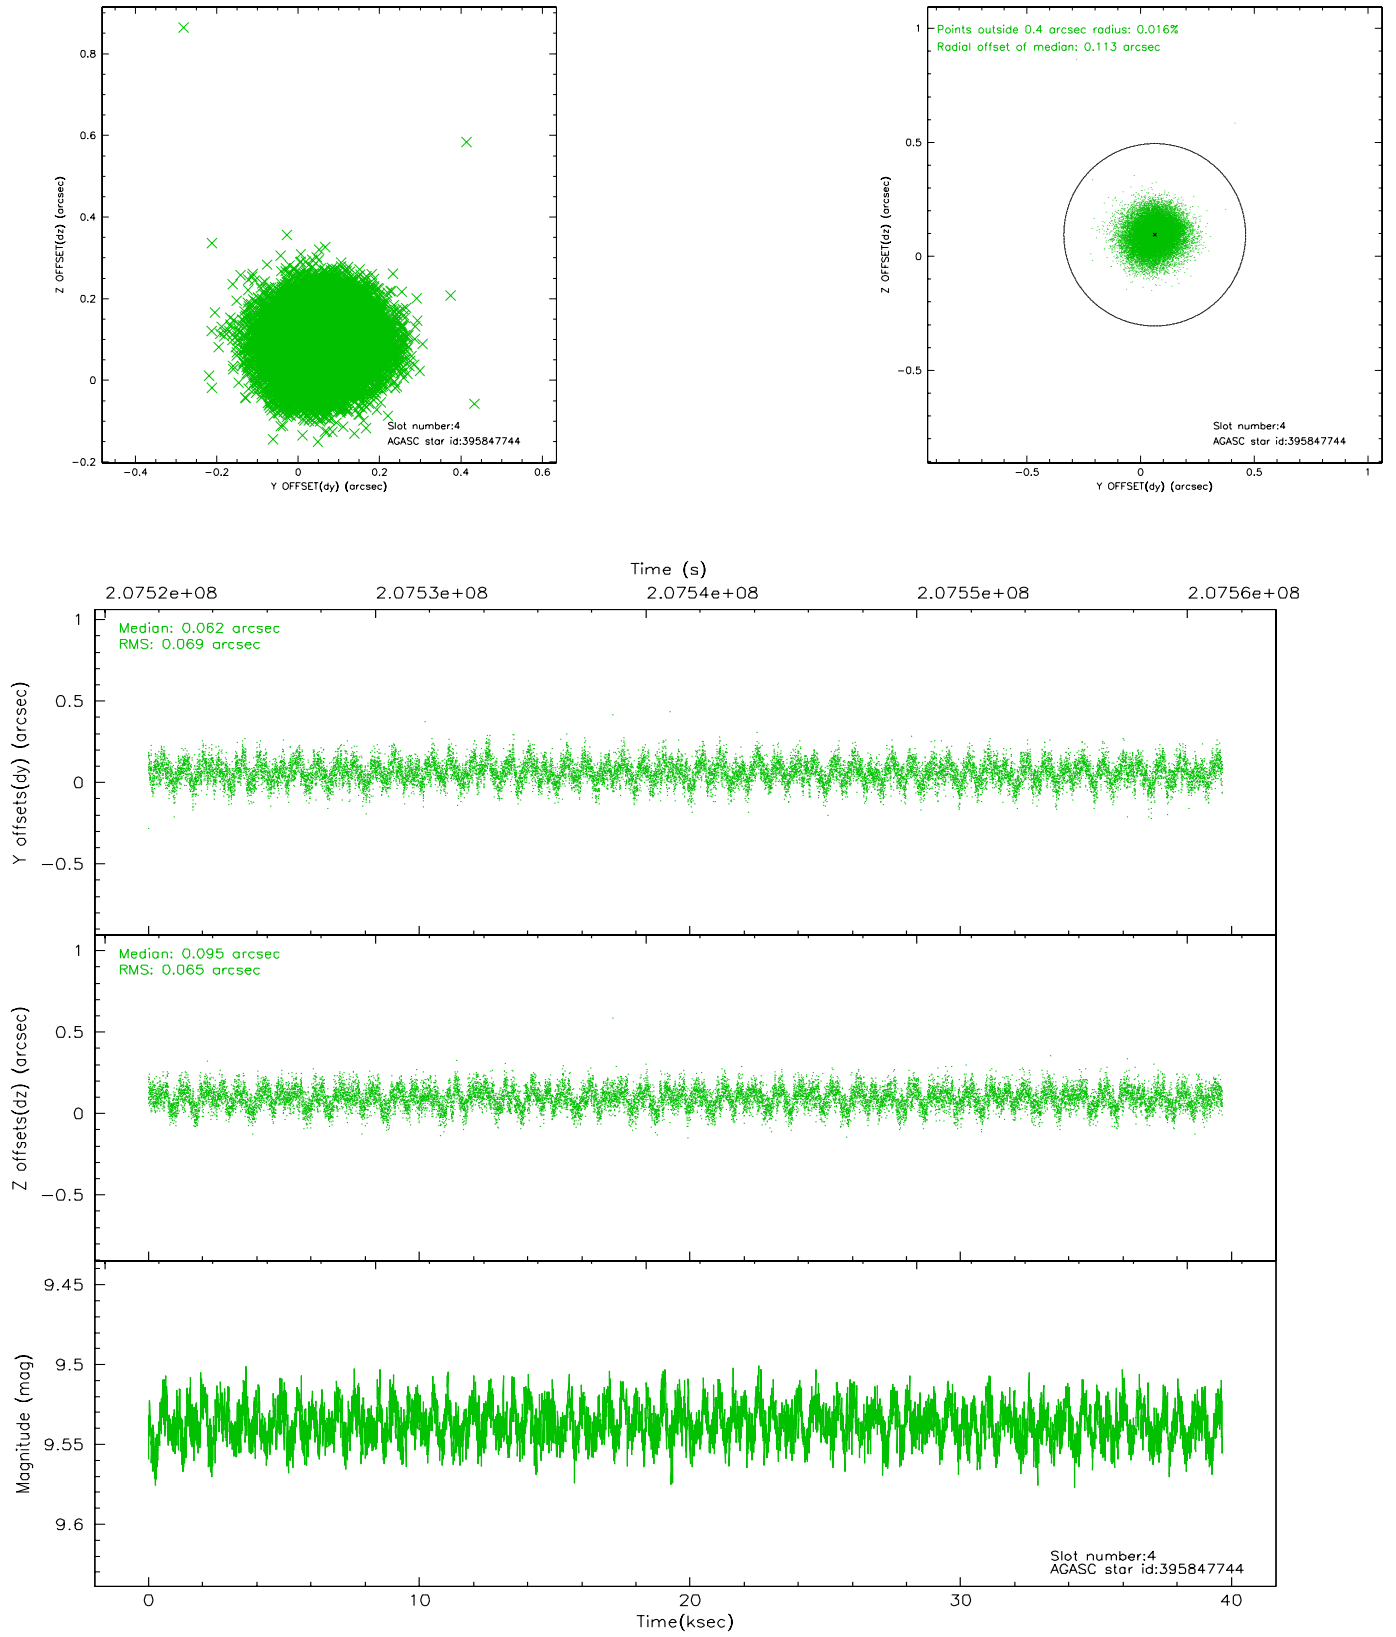 0.8
0.6
0.4
0.2
0
−0.2
−0.4
−0.2
0
0.2
0.4
0.6
Z OFFSET(dz) (arcsec)
Y OFFSET(dy) (arcsec)
Slot number:4
AGASC star id:395847744
Points outside 0.4 arcsec radius: 0.016%
Radial offset of median: 0.113 arcsec
1
0.5
0
−0.5
−0.5
0
0.5
1
Z OFFSET(dz) (arcsec)
Y OFFSET(dy) (arcsec)
Slot number:4
AGASC star id:395847744
Time (s)
2.0752e+08
2.0753e+08
2.0754e+08
2.0755e+08
2.0756e+08
Median: 0.062 arcsec
RMS: 0.069 arcsec
1
0.5
0
−0.5
Y offsets(dy) (arcsec)
Median: 0.095 arcsec
RMS: 0.065 arcsec
1
0.5
0
−0.5
Z offsets(dz) (arcsec)
9.45
9.5
9.55
9.6
Magnitude (mag)
Slot number:4
AGASC star id:395847744
0
10
20
30
40
Time(ksec)